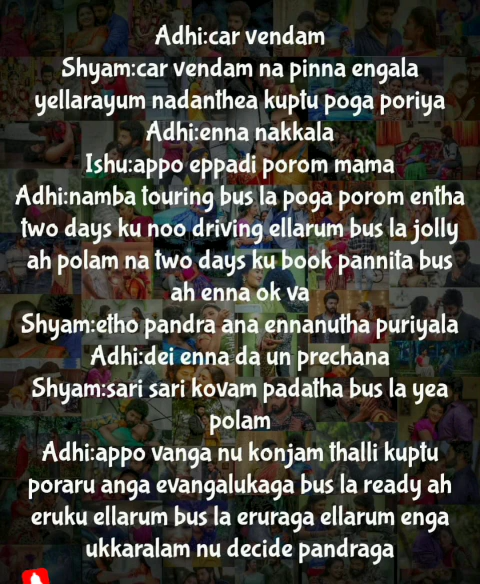 Adhi:car vendam
Shyam:car vendam na pinna engala
yellarayum nadanthea kuptu poga poriya
Adhi:enna nakkala
Ishu:appo eppadi porom mama
Adhi:namba touring bus la poga porom entha
two days ku noo driving ellarum bus la jolly
ah polam na two days ku book pannita bus
ah enna ok va
Shyam:etho pandra ana ennanutha puriyala
Adhi:dei enna da un prechana
Shyam:sari sari kovam padatha bus la yea
polam
Adhi:appo vanga nu konjam thalli kuptu
poraru anga evangalukaga bus la ready ah
eruku ellarum bus la eruraga ellarum enga
ukkaralam nu decide pandraga